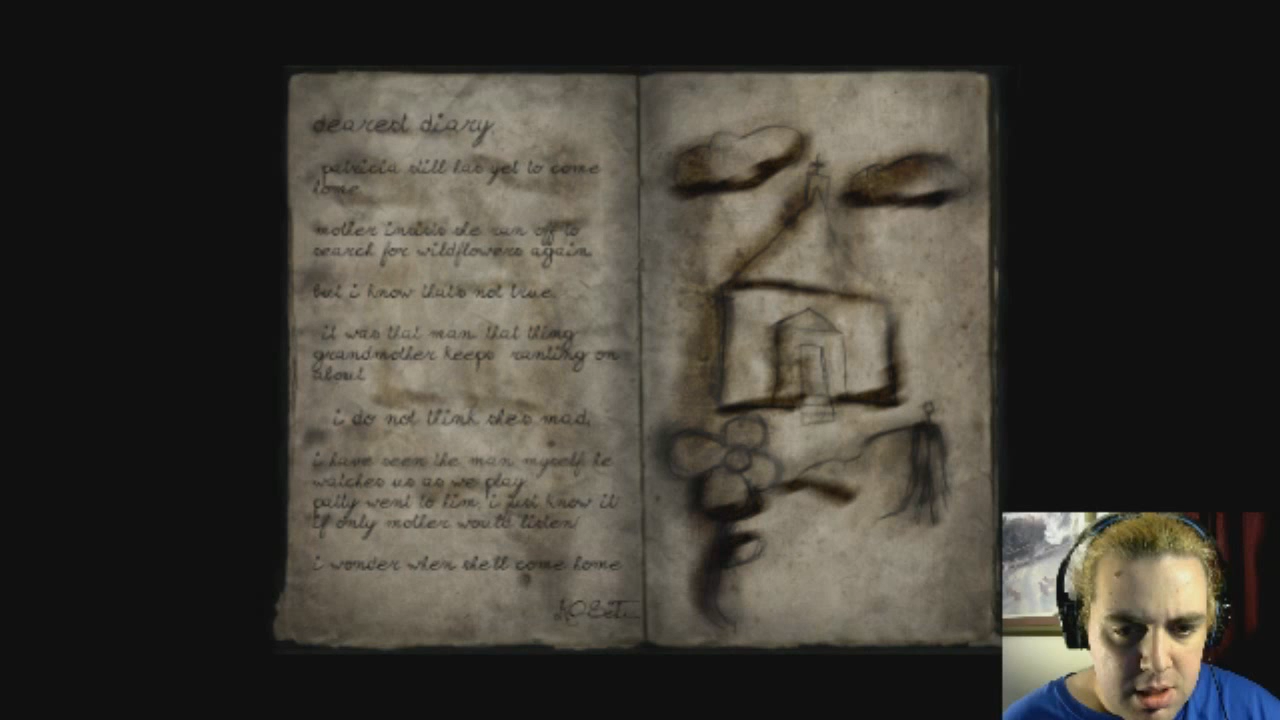 dearest diary,
patricia still has yet to come
home.
mother insists she ran off to
search for wildflowers again.
but i know that's not true.
it was that man. that thing
grandmother keeps ranting on
about.
i do not think she's mad.
i have seen the man myself. he
watches us as we play.
patty went to him, i just know it!
if only mother would listen!
i wonder when she'll come home